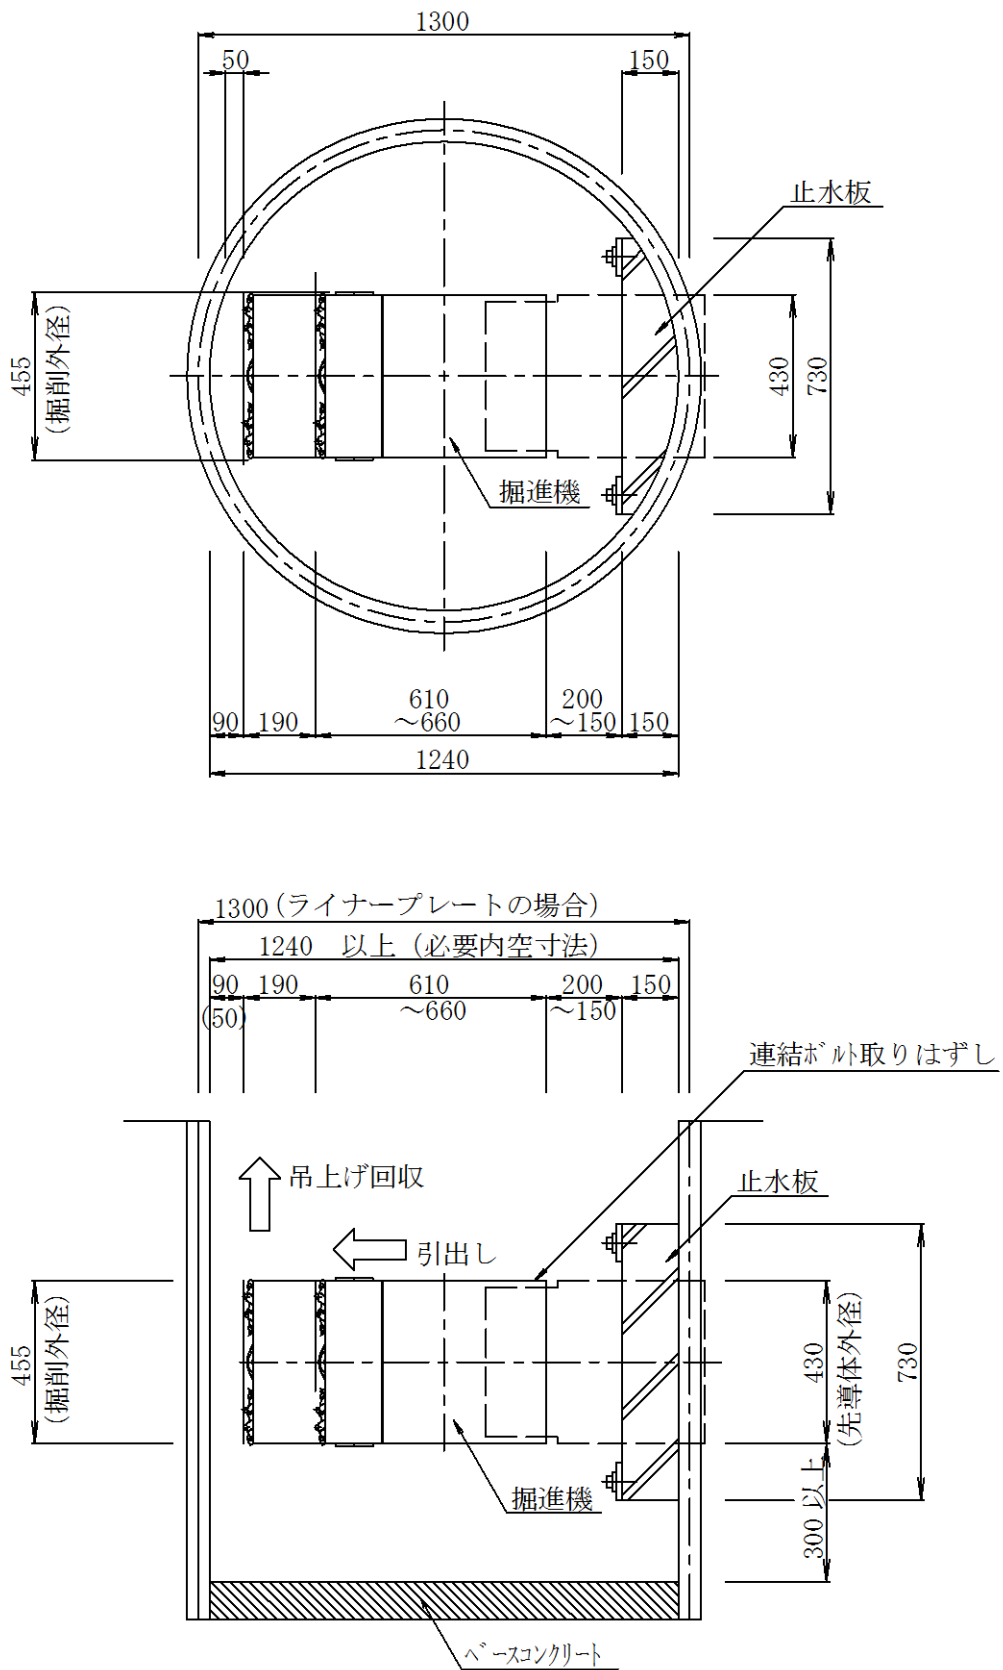 1300
50
150
止水板
455
(掘削外径)
430
730
掘進機
610
200
90
190
～660
～150
150
1240
1300(ライナープレートの場合)
1240 以上（必要内空寸法）
90
190
610
200
150
(50)
～660
～150
連結ﾎﾞﾙﾄ取りはずし
吊上げ回収
止水板
引出し
455
(掘削外径)
430
(先導体外径)
730
掘進機
300以上
ﾍﾞｰｽｺﾝｸﾘｰﾄ